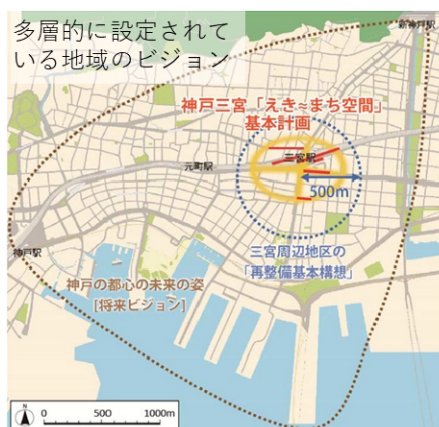 多層的に設定されて
いる地域のビジョン
新神戸駅
神戸三宮「えき≈まち空間」
基本計画
三宮駅
元町駅
500m
神戸駅
三宮周辺地区の
「再整備基本構想」
神戸の都心の未来の姿
[将来ビジョン]
N
0 500 1000m